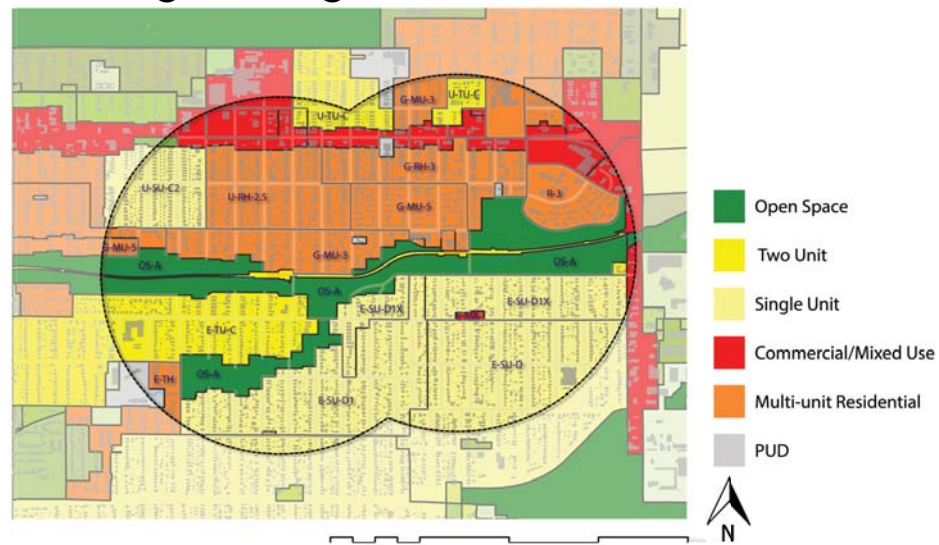 G-MU-3
U-TU-C
U-TU-C
G-RH-3
U-SU-C2
U-RH-2.5
R-3
G-MU-5
G-MU-5
G-MU-3
OS-A
OS-A
OS-A
E-SU-D1X
E-SU-D1X
E-TU-C
E-SU-D
OS-A
E-TH
E-SU-D1
Open Space
Two Unit
Single Unit
Commercial/Mixed Use
Multi-unit Residential
PUD
N